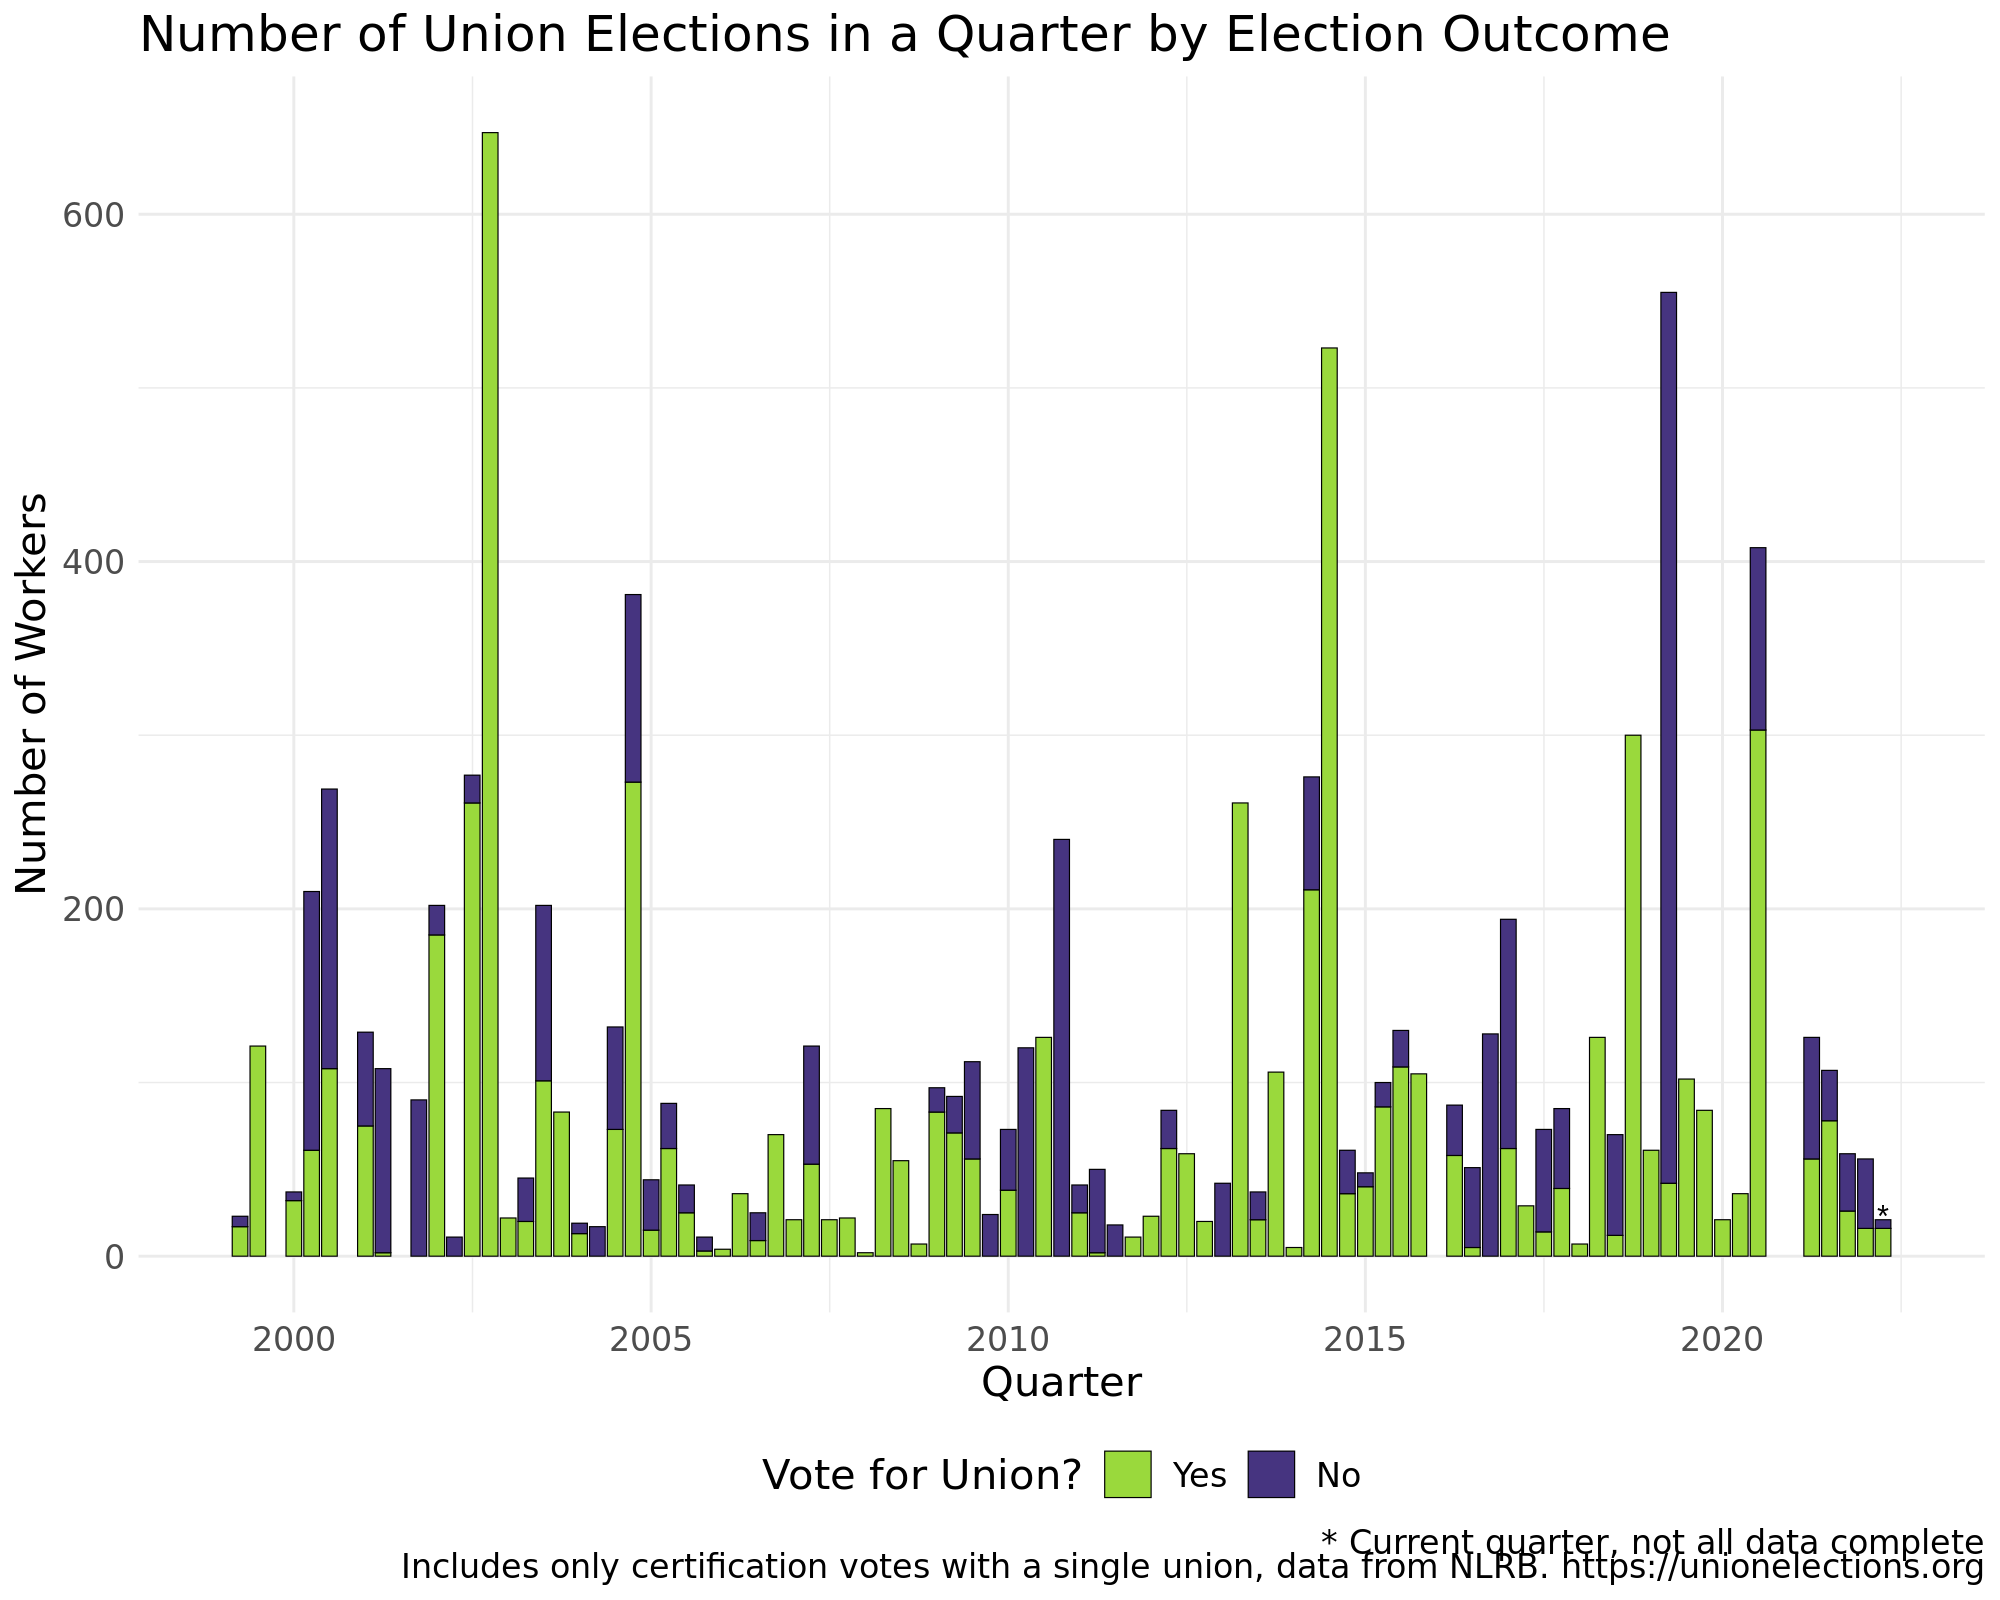 Number of Union Elections in a Quarter by Election Outcome
Number of Workers
600
400
200
0
*
2000 2005 2010 2015 2020
Quarter
Vote for Union? Yes No
* Current quarter, not all data complete
Includes only certification votes with a single union, data from NLRB. https://unionelections.org